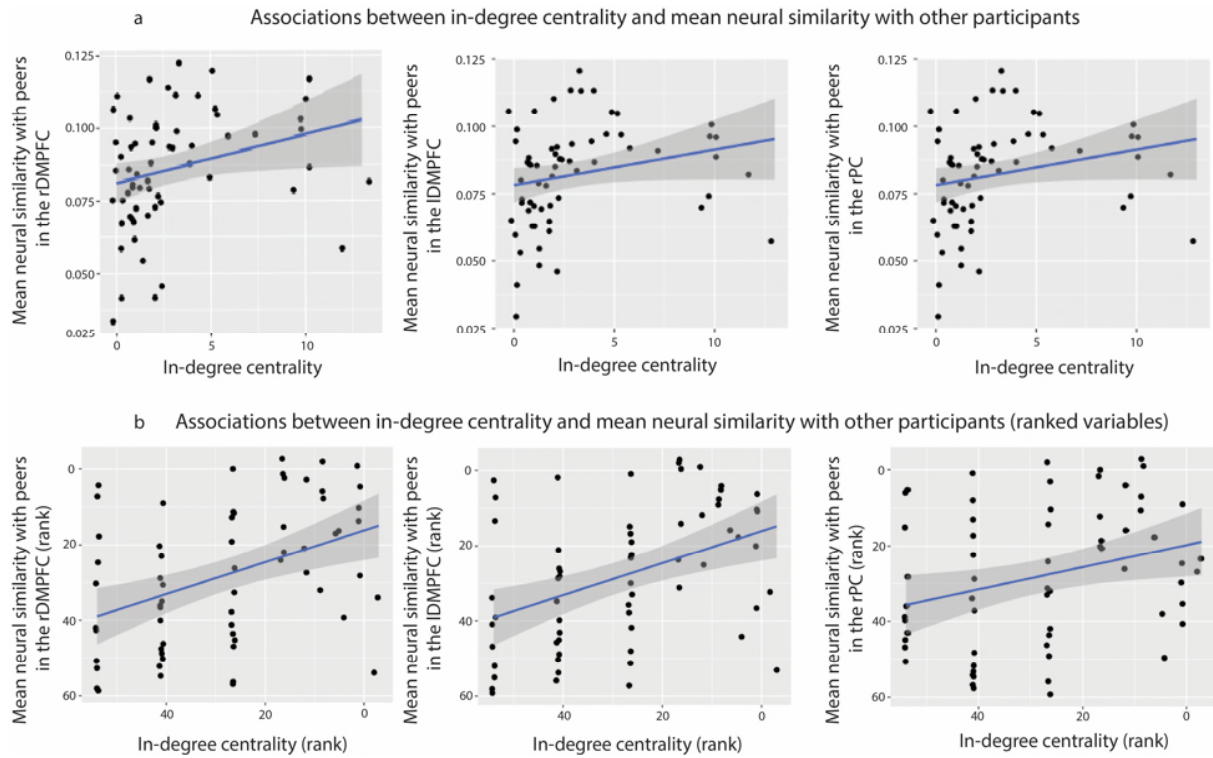 a Associations between in-degree centrality and mean neural similarity with other participants
Mean neural similarity with peers
in the rDMPFC
0.125
0.100
0.075
0.050
0.025
0 5 10
In-degree centrality
Mean neural similarity with peers
in the lDMPFC
0.125
0.100
0.075
0.050
0.025
0 5 10
In-degree centrality
Mean neural similarity with peers
in the rPC
0.125
0.100
0.075
0.050
0.025
0 5 10
In-degree centrality
b Associations between in-degree centrality and mean neural similarity with other participants (ranked variables)
Mean neural similarity with peers
in the rDMPFC (rank)
0
20
40
60
40 20 0
In-degree centrality (rank)
Mean neural similarity with peers
in the lDMPFC (rank)
0
20
40
60
40 20 0
In-degree centrality (rank)
Mean neural similarity with peers
in the rPC (rank)
0
20
40
60
40 20 0
In-degree centrality (rank)